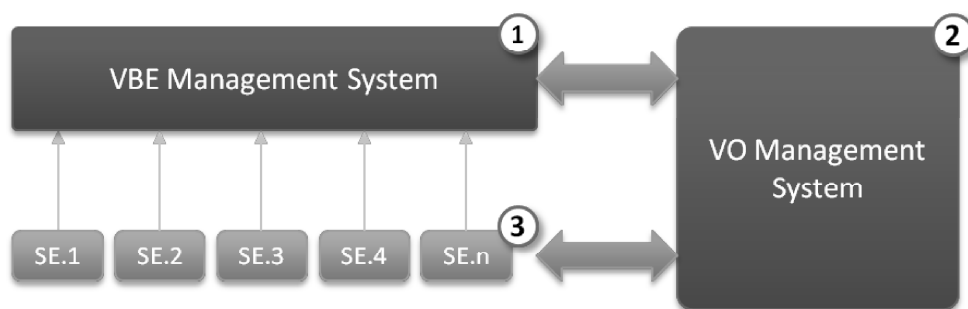 1
VBE Management System
2
VO Management
System
3
SE.1
SE.2
SE.3
SE.4
SE.n